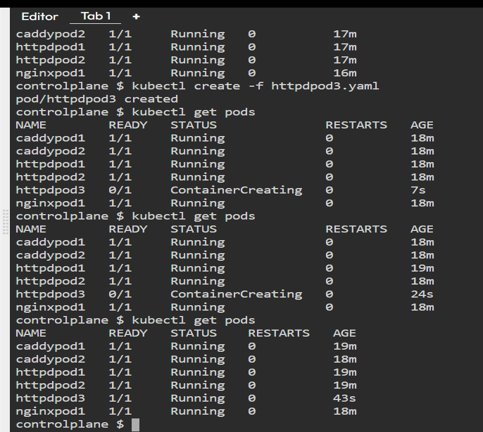 Editor Tab 1 +
caddypod2 1/1 Running 0 17m
httpdpod1 1/1 Running 0 17m
httpdpod2 1/1 Running 0 17m
nginxpod1 1/1 Running 0 16m
controlplane $ kubectl create -f httpdpod3.yaml
pod/httpdpod3 created
controlplane $ kubectl get pods
NAME READY STATUS RESTARTS AGE
caddypod1 1/1 Running 0 18m
caddypod2 1/1 Running 0 18m
httpdpod1 1/1 Running 0 18m
httpdpod2 1/1 Running 0 18m
httpdpod3 0/1 ContainerCreating 0 7s
nginxpod1 1/1 Running 0 18m
controlplane $ kubectl get pods
NAME READY STATUS RESTARTS AGE
caddypod1 1/1 Running 0 18m
caddypod2 1/1 Running 0 18m
httpdpod1 1/1 Running 0 19m
httpdpod2 1/1 Running 0 18m
httpdpod3 0/1 ContainerCreating 0 24s
nginxpod1 1/1 Running 0 18m
controlplane $ kubectl get pods
NAME READY STATUS RESTARTS AGE
caddypod1 1/1 Running 0 19m
caddypod2 1/1 Running 0 18m
httpdpod1 1/1 Running 0 19m
httpdpod2 1/1 Running 0 19m
httpdpod3 1/1 Running 0 43s
nginxpod1 1/1 Running 0 18m
controlplane $